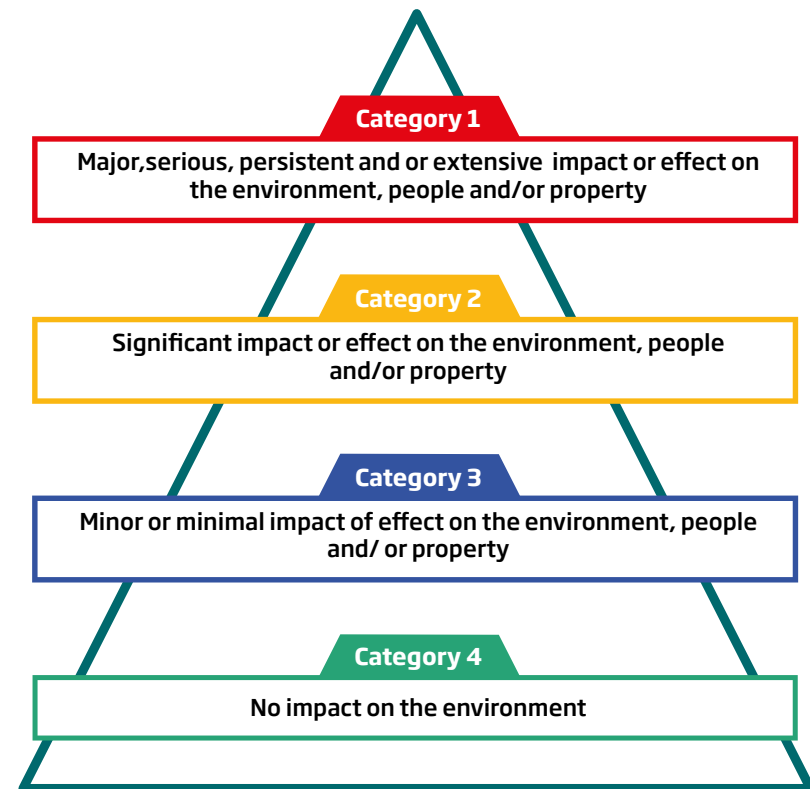 Category 1
Major,serious, persistent and or extensive impact or effect on
the environment, people and/or property
Category 2
Significant impact or effect on the environment, people
and/or property
Category 3
Minor or minimal impact of effect on the environment, people
and/ or property
Category 4
No impact on the environment